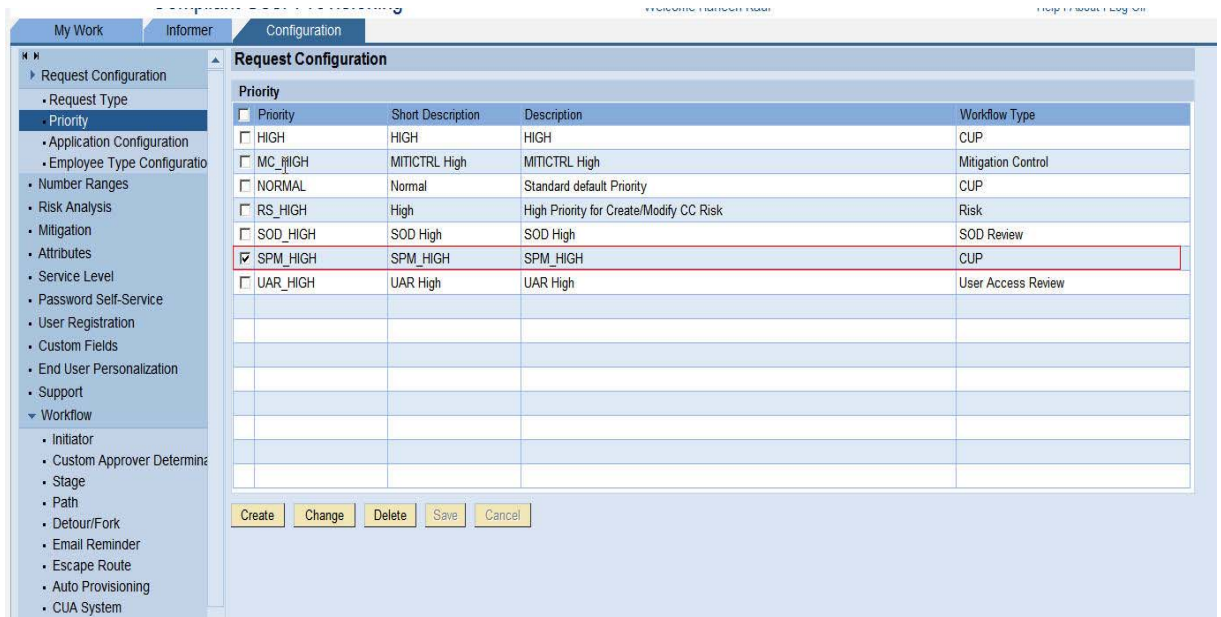 My Work Informer Configuration
Request Configuration
Request Type
Priority
Application Configuration
Employee Type Configuratio
Number Ranges
Risk Analysis
Mitigation
Attributes
Service Level
Password Self-Service
User Registration
Custom Fields
End User Personalization
Support
Workflow
Initiator
Custom Approver Determina
Stage
Path
Detour/Fork
Email Reminder
Escape Route
Auto Provisioning
CUA System
Request Configuration
Priority
Priority Short Description Description Workflow Type
HIGH HIGH HIGH CUP
MC_HIGH MITICTRL High MITICTRL High Mitigation Control
NORMAL Normal Standard default Priority CUP
RS_HIGH High High Priority for Create/Modify CC Risk Risk
SOD_HIGH SOD High SOD High SOD Review
SPM_HIGH SPM_HIGH SPM_HIGH CUP
UAR_HIGH UAR High UAR High User Access Review
Create Change Delete Save Cancel